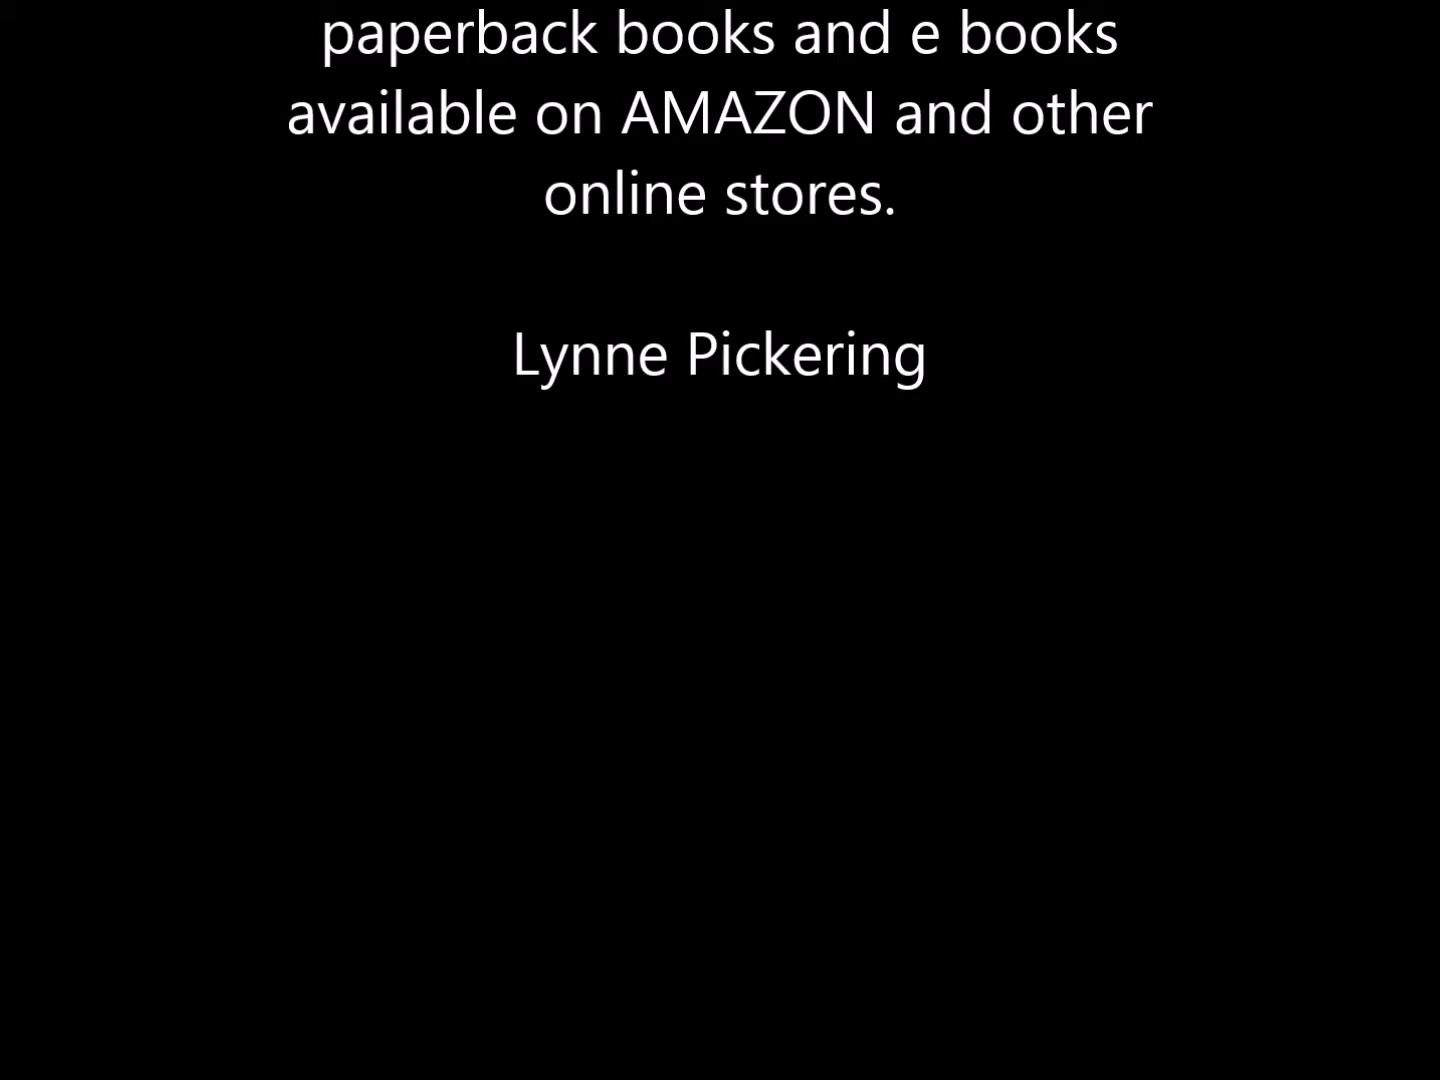 paperback books and e books
available on AMAZON and other
online stores.
Lynne Pickering